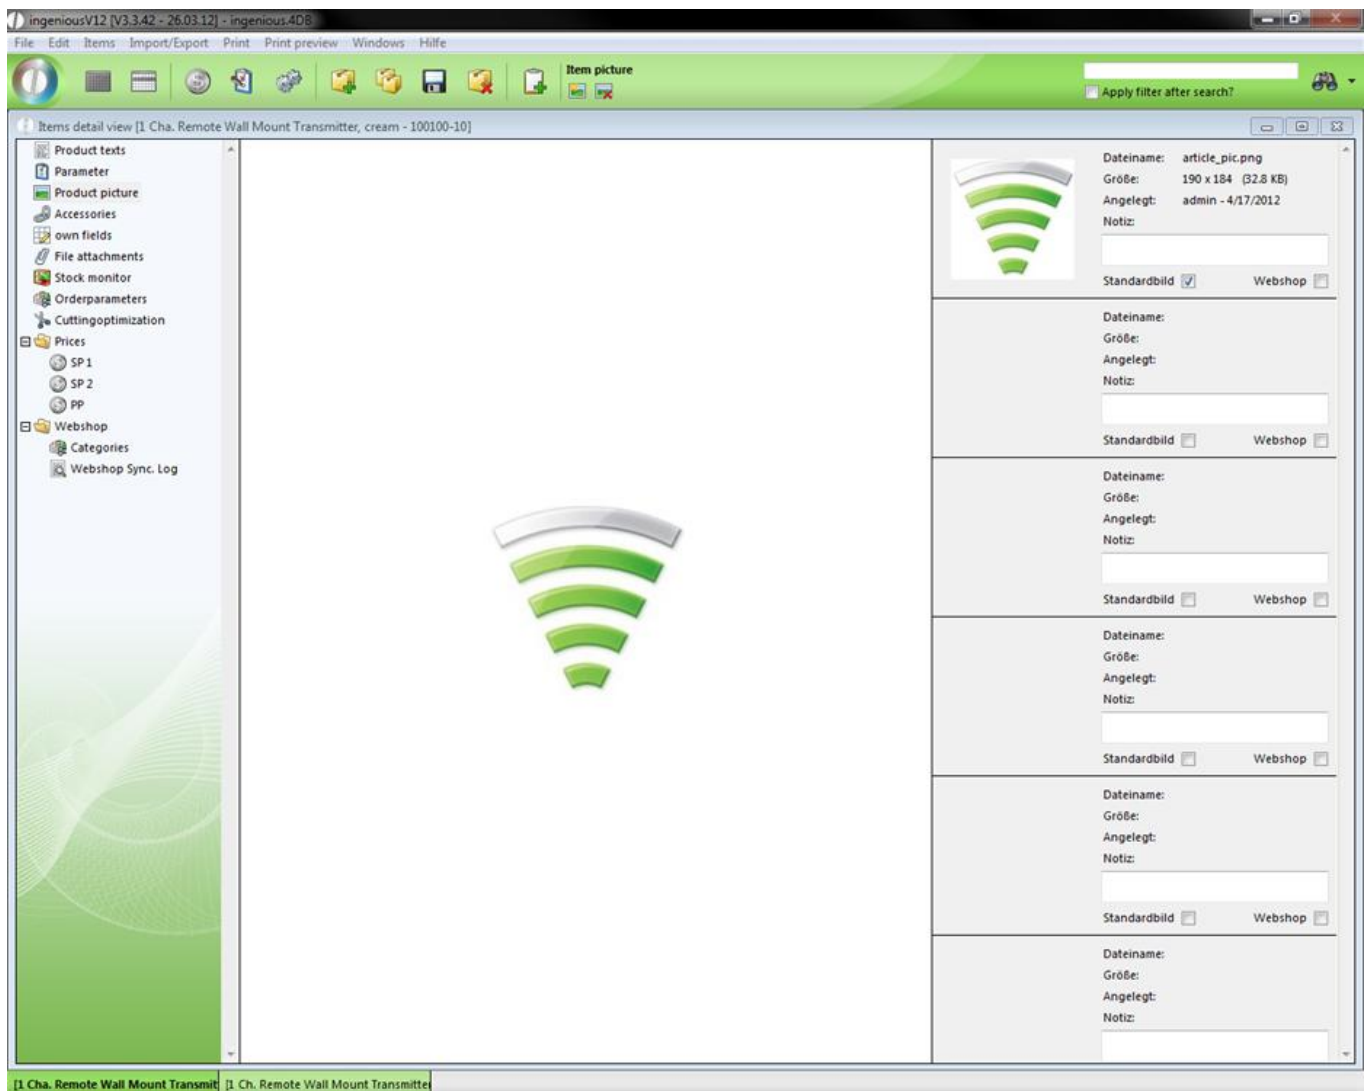 ingeniousV12 [V3.3.42 - 26.03.12] - ingenious.4DB
File Edit Items Import/Export Print Print preview Windows Hilfe
Item picture
Apply filter after search?
Items detail view [1 Cha. Remote Wall Mount Transmitter, cream - 100100-10]
Product texts
Parameter
Product picture
Accessories
own fields
File attachments
Stock monitor
Orderparameters
Cuttingoptimization
Prices
SP 1
SP 2
PP
Webshop
Categories
Webshop Sync. Log
Dateiname: article_pic.png
Größe: 190 x 184 (32.8 KB)
Angelegt: admin - 4/17/2012
Notiz:
Standardbild Webshop
Dateiname:
Größe:
Angelegt:
Notiz:
Standardbild Webshop
Dateiname:
Größe:
Angelegt:
Notiz:
Standardbild Webshop
Dateiname:
Größe:
Angelegt:
Notiz:
Standardbild Webshop
Dateiname:
Größe:
Angelegt:
Notiz:
Standardbild Webshop
Dateiname:
Größe:
Angelegt:
Notiz:
[1 Cha. Remote Wall Mount Transmit [1 Ch. Remote Wall Mount Transmitter